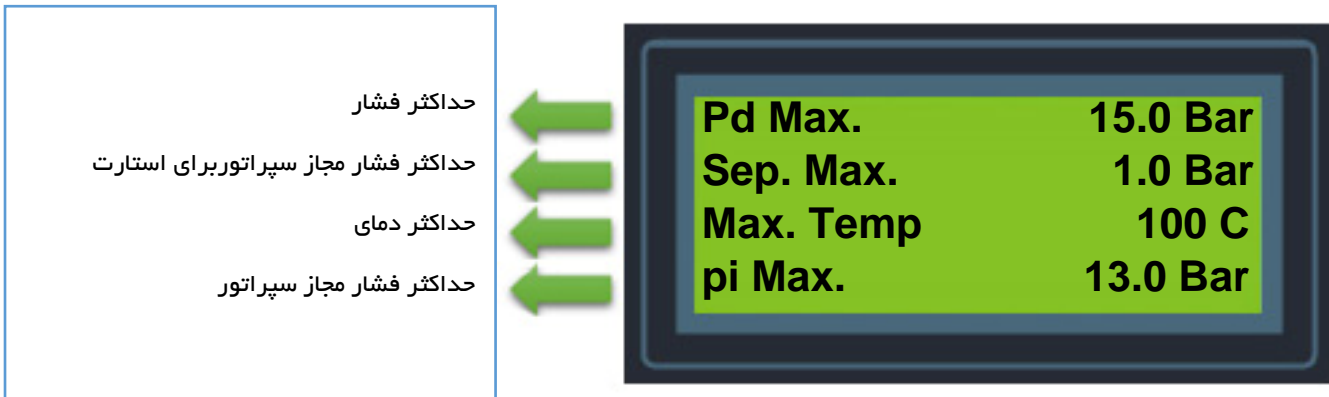 حداکثر فشار
حداکثر فشار مجاز سپراتوربرای استارت
حداکثر دمای
حداکثر فشار مجاز سپراتور
Pd Max. 15.0 Bar
Sep. Max. 1.0 Bar
Max. Temp 100 C
pi Max. 13.0 Bar